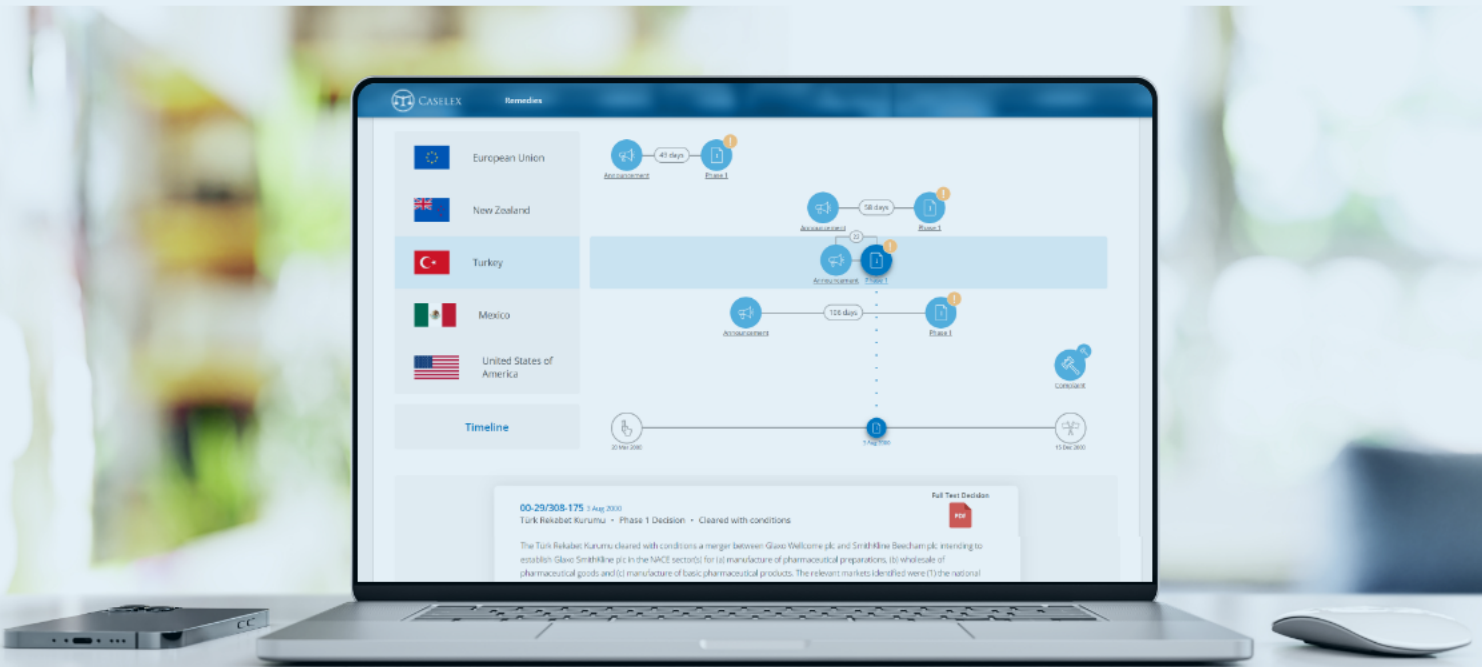 CASELEX
Remedies
European Union
49 days
Announcement
Phase 1
New Zealand
58 days
Announcement
Phase 1
Turkey
Announcement
Phase 1
Mexico
106 days
Announcement
Phase 1
United States of
America
Complaint
Timeline
3 Aug 2000
15 Dec 2000
Full Text Decision
PDF
00-29/308-175 3 Aug 2000
Türk Rekabet Kurumu • Phase 1 Decision • Cleared with conditions
The Türk Rekabet Kurumu cleared with conditions a merger between Glaxo Wellcome plc and SmithKline Beecham plc intending to
establish Glaxo SmithKline plc in the NACE sector(s) for (a) manufacture of pharmaceutical preparations, (b) wholesale of
pharmaceutical goods and (c) manufacture of basic pharmaceutical products. The relevant markets identified were (1) the national